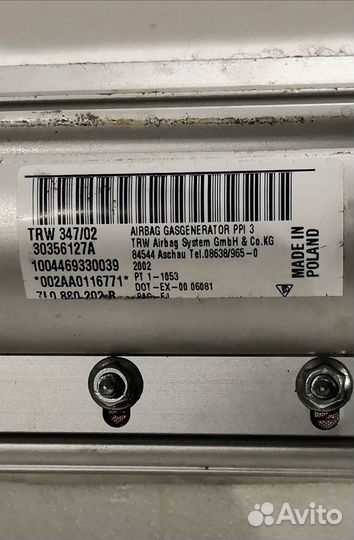 TRW 347/02
30356127A
1004469330039
*002AA0116771*
7L0 880 202 B
AIRBAG GASGENERATOR PPI 3
TRW Airbag System GmbH & Co.KG
84544 Aschau Tel.08638/965-0
2002
PT 1-1053
DOT-EX-00 06081
MADE IN
POLAND
Avito